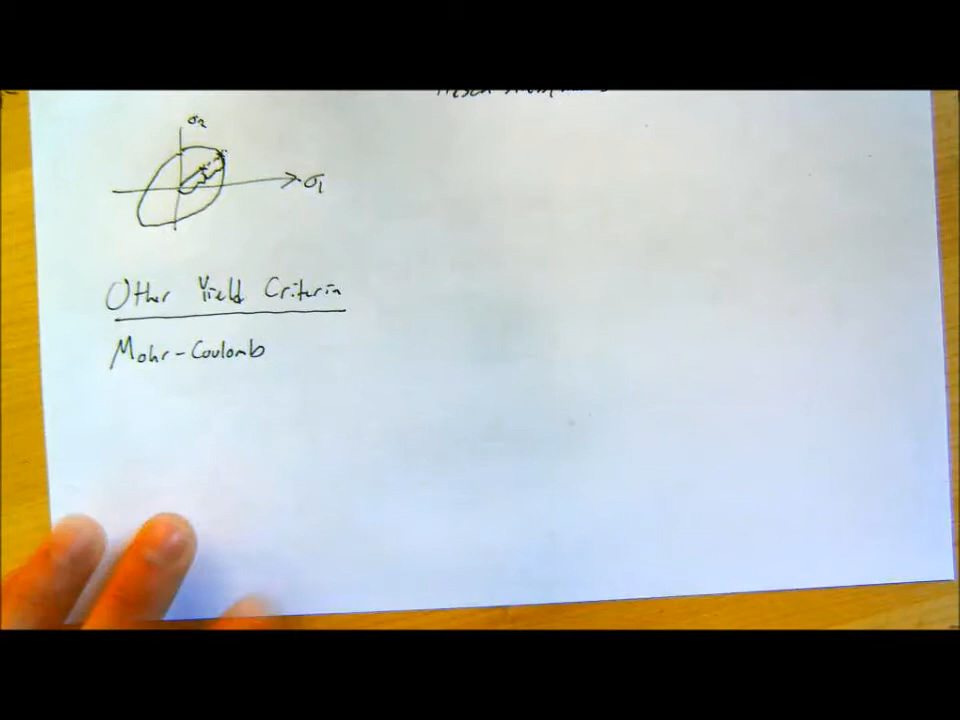 σ₂
σ₁
Other Yield Criteria
Mohr-Coulomb